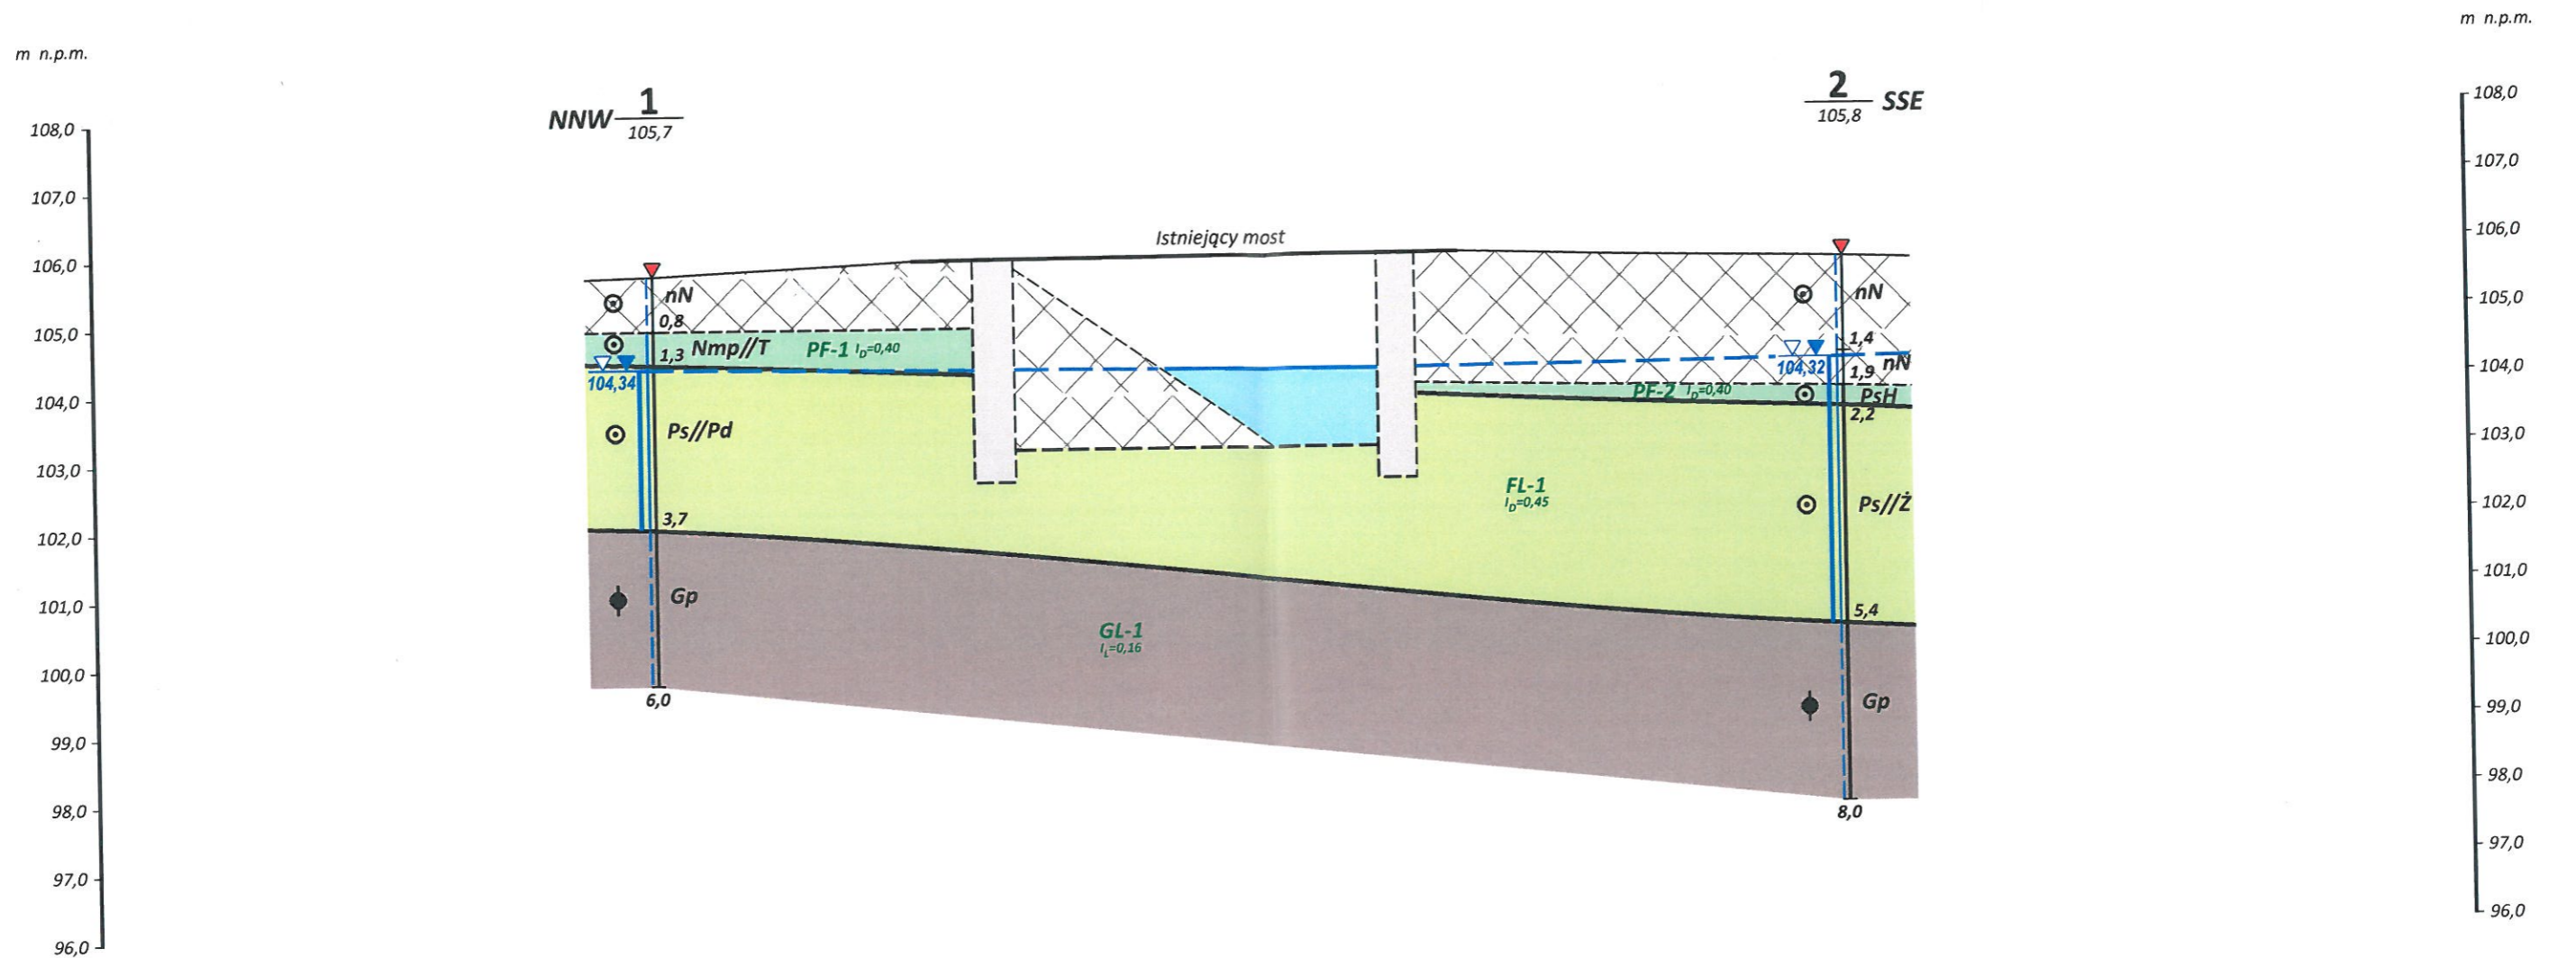 m n.p.m.
108,0
107,0
106,0
105,0
104,0
103,0
102,0
101,0
100,0
99,0
98,0
97,0
96,0
NNW
1
105,7
2
105,8
SSE
Istniejący most
nN
0,8
1,3
Nmp//T
PF-1 ID=0,40
104,34
Ps//Pd
3,7
Gp
6,0
GL-1
IL=0,16
FL-1
ID=0,45
nN
1,4
104,32
1,9
nN
PF-2 ID=0,40
PsH
2,2
Ps//Ż
5,4
Gp
8,0
m n.p.m.
108,0
107,0
106,0
105,0
104,0
103,0
102,0
101,0
100,0
99,0
98,0
97,0
96,0